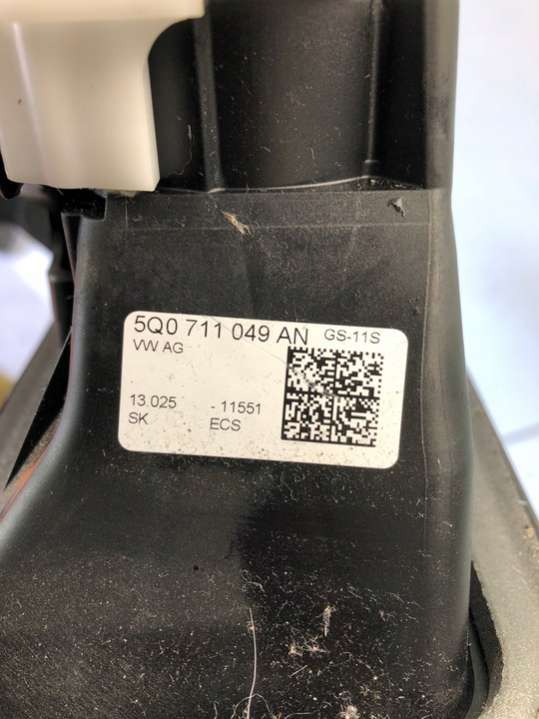 5Q0 711 049 AN GS-11S
VW AG
13.025 - 11551
SK ECS